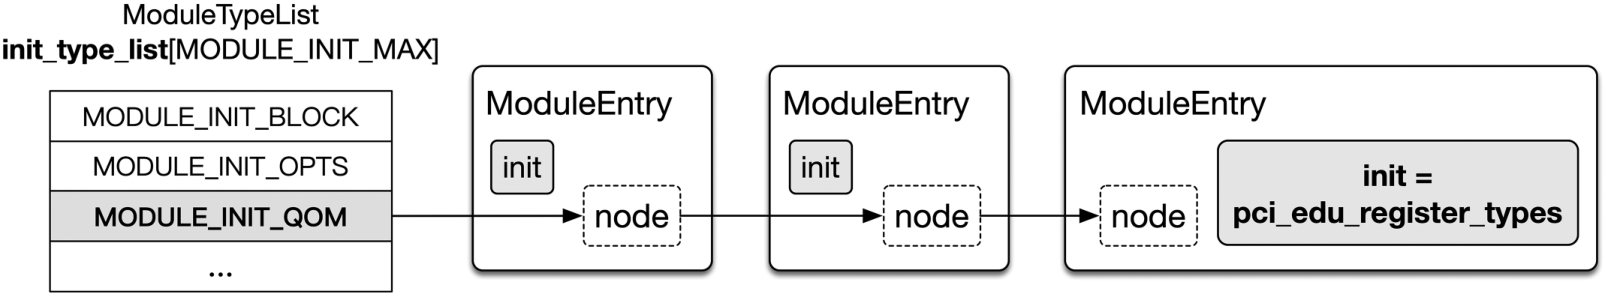 ModuleTypeList
init_type_list[MODULE_INIT_MAX]
MODULE_INIT_BLOCK
MODULE_INIT_OPTS
MODULE_INIT_QOM
...
ModuleEntry
init
node
ModuleEntry
init
node
ModuleEntry
node
init =
pci_edu_register_types